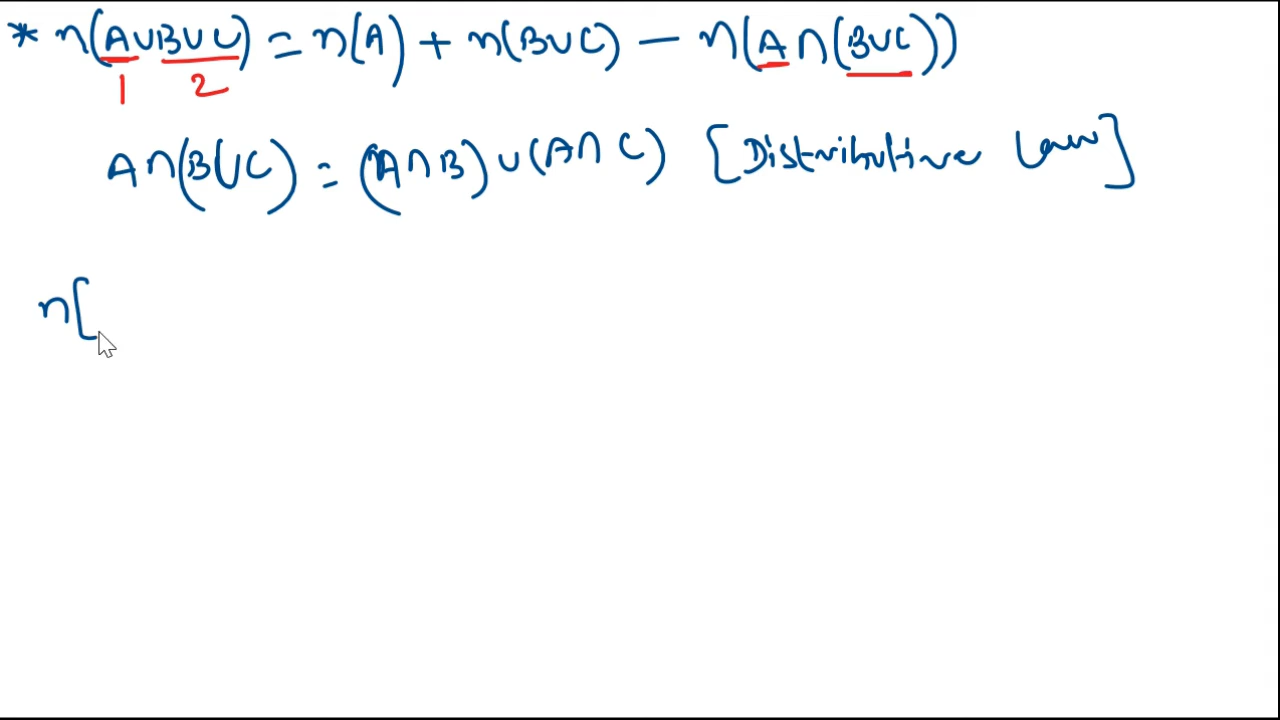 * n(A∪B∪C) = n(A) + n(B∪C) − n(A∩(B∪C))
1 2
A∩(B∪C) = (A∩B)∪(A∩C) [Distributive Law]
n[